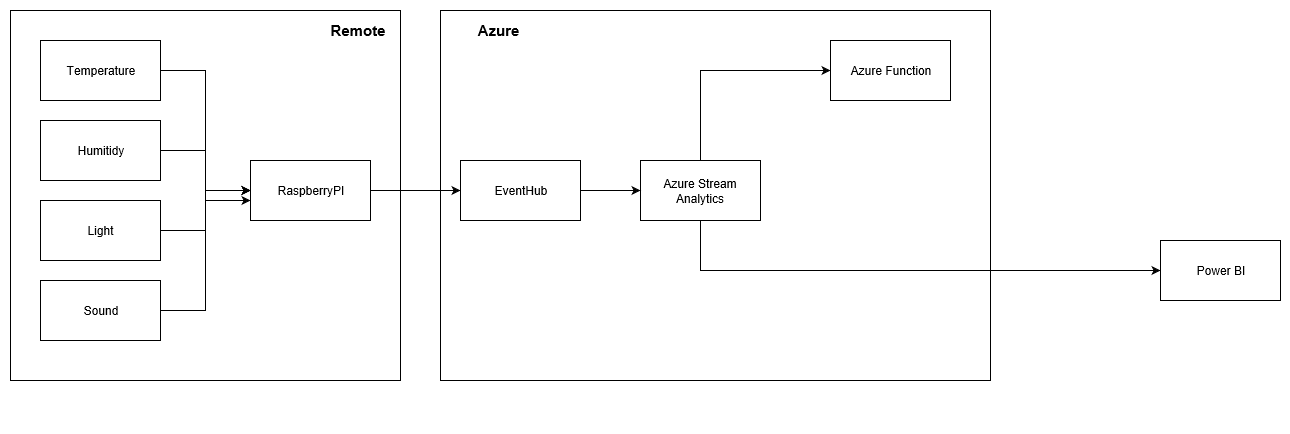 Remote
Temperature
Humitidy
Light
Sound
RaspberryPI
Azure
EventHub
Azure Stream
Analytics
Azure Function
Power BI